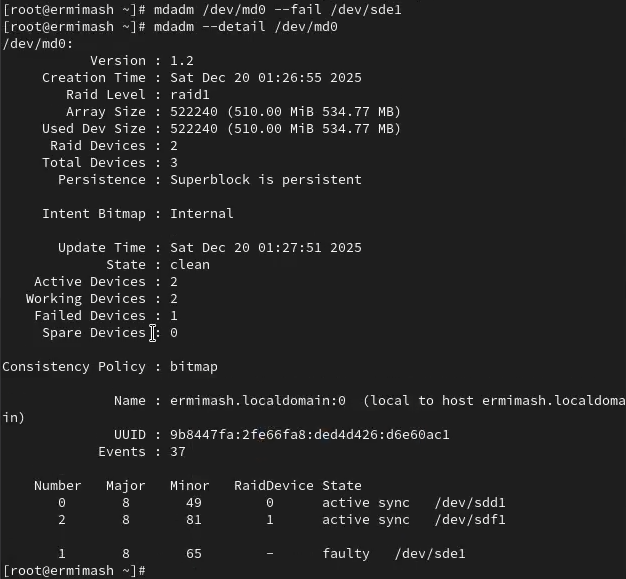 [root@ermimash ~]# mdadm /dev/md0 --fail /dev/sde1
[root@ermimash ~]# mdadm --detail /dev/md0
/dev/md0:
           Version : 1.2
     Creation Time : Sat Dec 20 01:26:55 2025
        Raid Level : raid1
        Array Size : 522240 (510.00 MiB 534.77 MB)
     Used Dev Size : 522240 (510.00 MiB 534.77 MB)
      Raid Devices : 2
     Total Devices : 3
       Persistence : Superblock is persistent

     Intent Bitmap : Internal

       Update Time : Sat Dec 20 01:27:51 2025
             State : clean
    Active Devices : 2
   Working Devices : 2
    Failed Devices : 1
     Spare Devices : 0

Consistency Policy : bitmap

              Name : ermimash.localdomain:0  (local to host ermimash.localdoma
in)
              UUID : 9b8447fa:2fe66fa8:ded4d426:d6e60ac1
            Events : 37

    Number   Major   Minor   RaidDevice State
       0       8       49        0      active sync   /dev/sdd1
       2       8       81        1      active sync   /dev/sdf1

       1       8       65        -      faulty   /dev/sde1
[root@ermimash ~]#